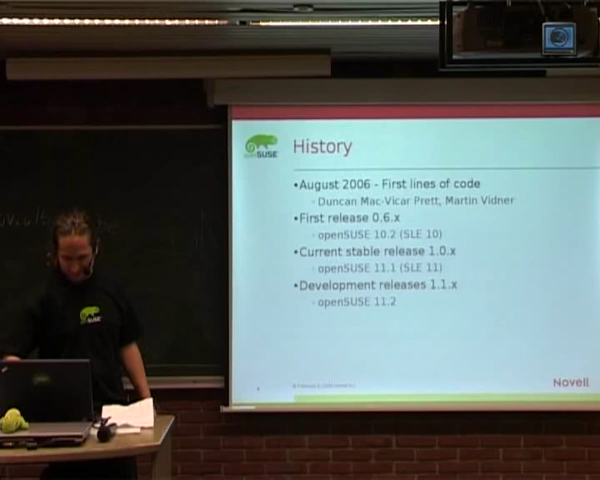 openSUSE
History
•August 2006 - First lines of code
- Duncan Mac-Vicar Prett, Martin Vidner
•First release 0.6.x
- openSUSE 10.2 (SLE 10)
•Current stable release 1.0.x
- openSUSE 11.1 (SLE 11)
•Development releases 1.1.x
- openSUSE 11.2
Novell
SUSE